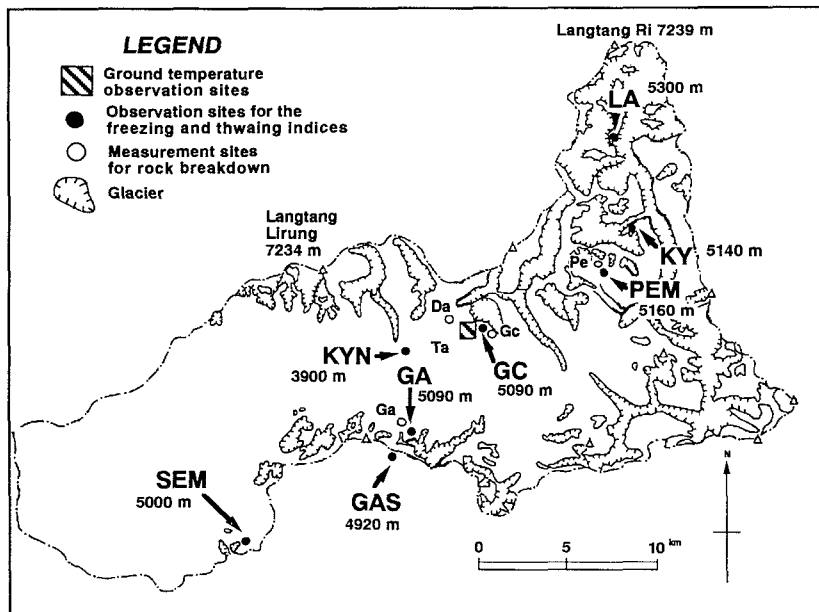 LEGEND
Ground temperature
observation sites
Observation sites for the
freezing and thwaing indices
Measurement sites
for rock breakdown
Glacier
Langtang Ri 7239 m
LA
5300 m
Langtang
Lirung
7234 m
KY
5140 m
Pe
PEM
5160 m
Da
Gc
Ta
KYN
3900 m
GC
5090 m
GA
5090 m
Ga
SEM
5000 m
GAS
4920 m
N
0 5 10 km